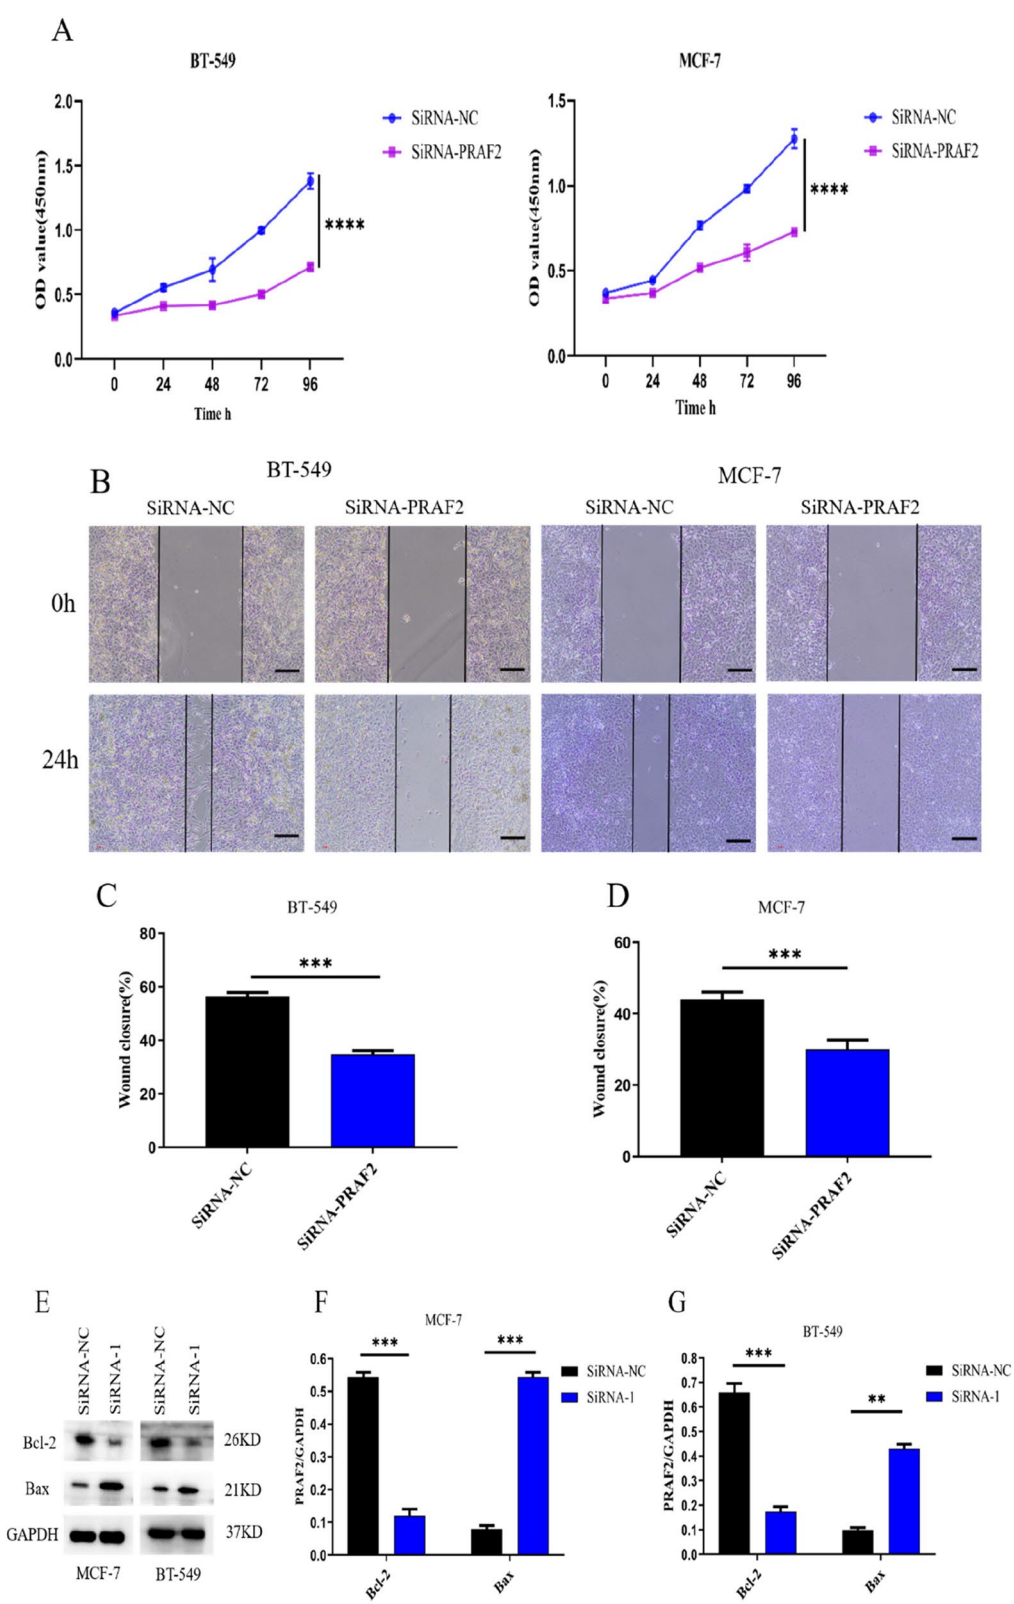 A
BT-549
MCF-7
2.0
1.5
1.0
0.5
0.0
OD value(450nm)
0 24 48 72 96
Time h
SiRNA-NC
SiRNA-PRAF2
****
1.5
1.0
0.5
0.0
OD value(450nm)
0 24 48 72 96
Time h
SiRNA-NC
SiRNA-PRAF2
****
B
BT-549
MCF-7
SiRNA-NC
SiRNA-PRAF2
SiRNA-NC
SiRNA-PRAF2
0h
24h
C
BT-549
80
60
40
20
0
Wound closure(%)
***
SiRNA-NC
SiRNA-PRAF2
D
MCF-7
60
40
20
0
Wound closure(%)
***
SiRNA-NC
SiRNA-PRAF2
E
SiRNA-NC
SiRNA-1
SiRNA-NC
SiRNA-1
Bcl-2
26KD
Bax
21KD
GAPDH
37KD
MCF-7
BT-549
F
MCF-7
0.6
0.5
0.4
0.3
0.2
0.1
0.0
PRAF2/GAPDH
***
***
SiRNA-NC
SiRNA-1
Bcl-2
Bax
G
BT-549
0.8
0.7
0.6
0.5
0.4
0.3
0.2
0.1
0.0
PRAF2/GAPDH
***
**
SiRNA-NC
SiRNA-1
Bcl-2
Bax